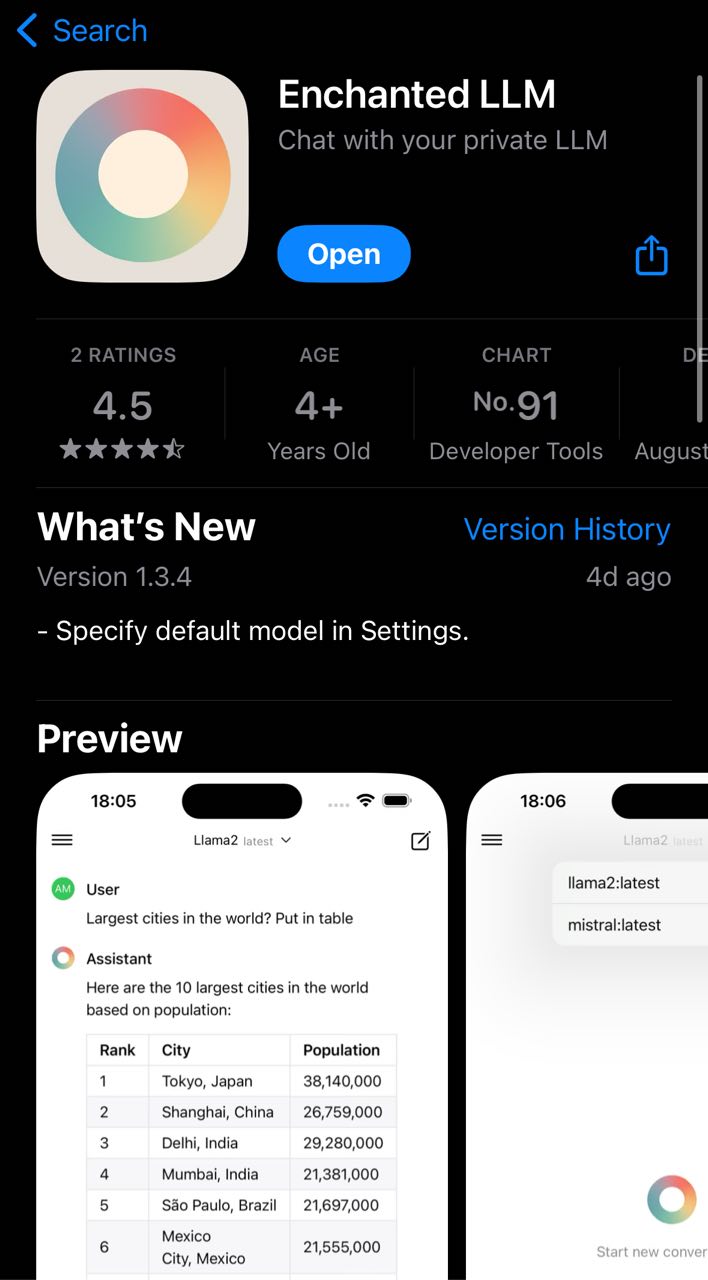 Search
Enchanted LLM
Chat with your private LLM
Open
2 RATINGS
4.5
AGE
4+
Years Old
CHART
No.91
Developer Tools
DE
August
What's New
Version History
Version 1.3.4
4d ago
- Specify default model in Settings.
Preview
18:05
Llama2 latest
AM
User
Largest cities in the world? Put in table
Assistant
Here are the 10 largest cities in the world
based on population:
Rank City Population
1 Tokyo, Japan 38,140,000
2 Shanghai, China 26,759,000
3 Delhi, India 29,280,000
4 Mumbai, India 21,381,000
5 São Paulo, Brazil 21,697,000
6 Mexico City, Mexico 21,555,000
18:06
Llama2 latest
llama2:latest
mistral:latest
Start new conver